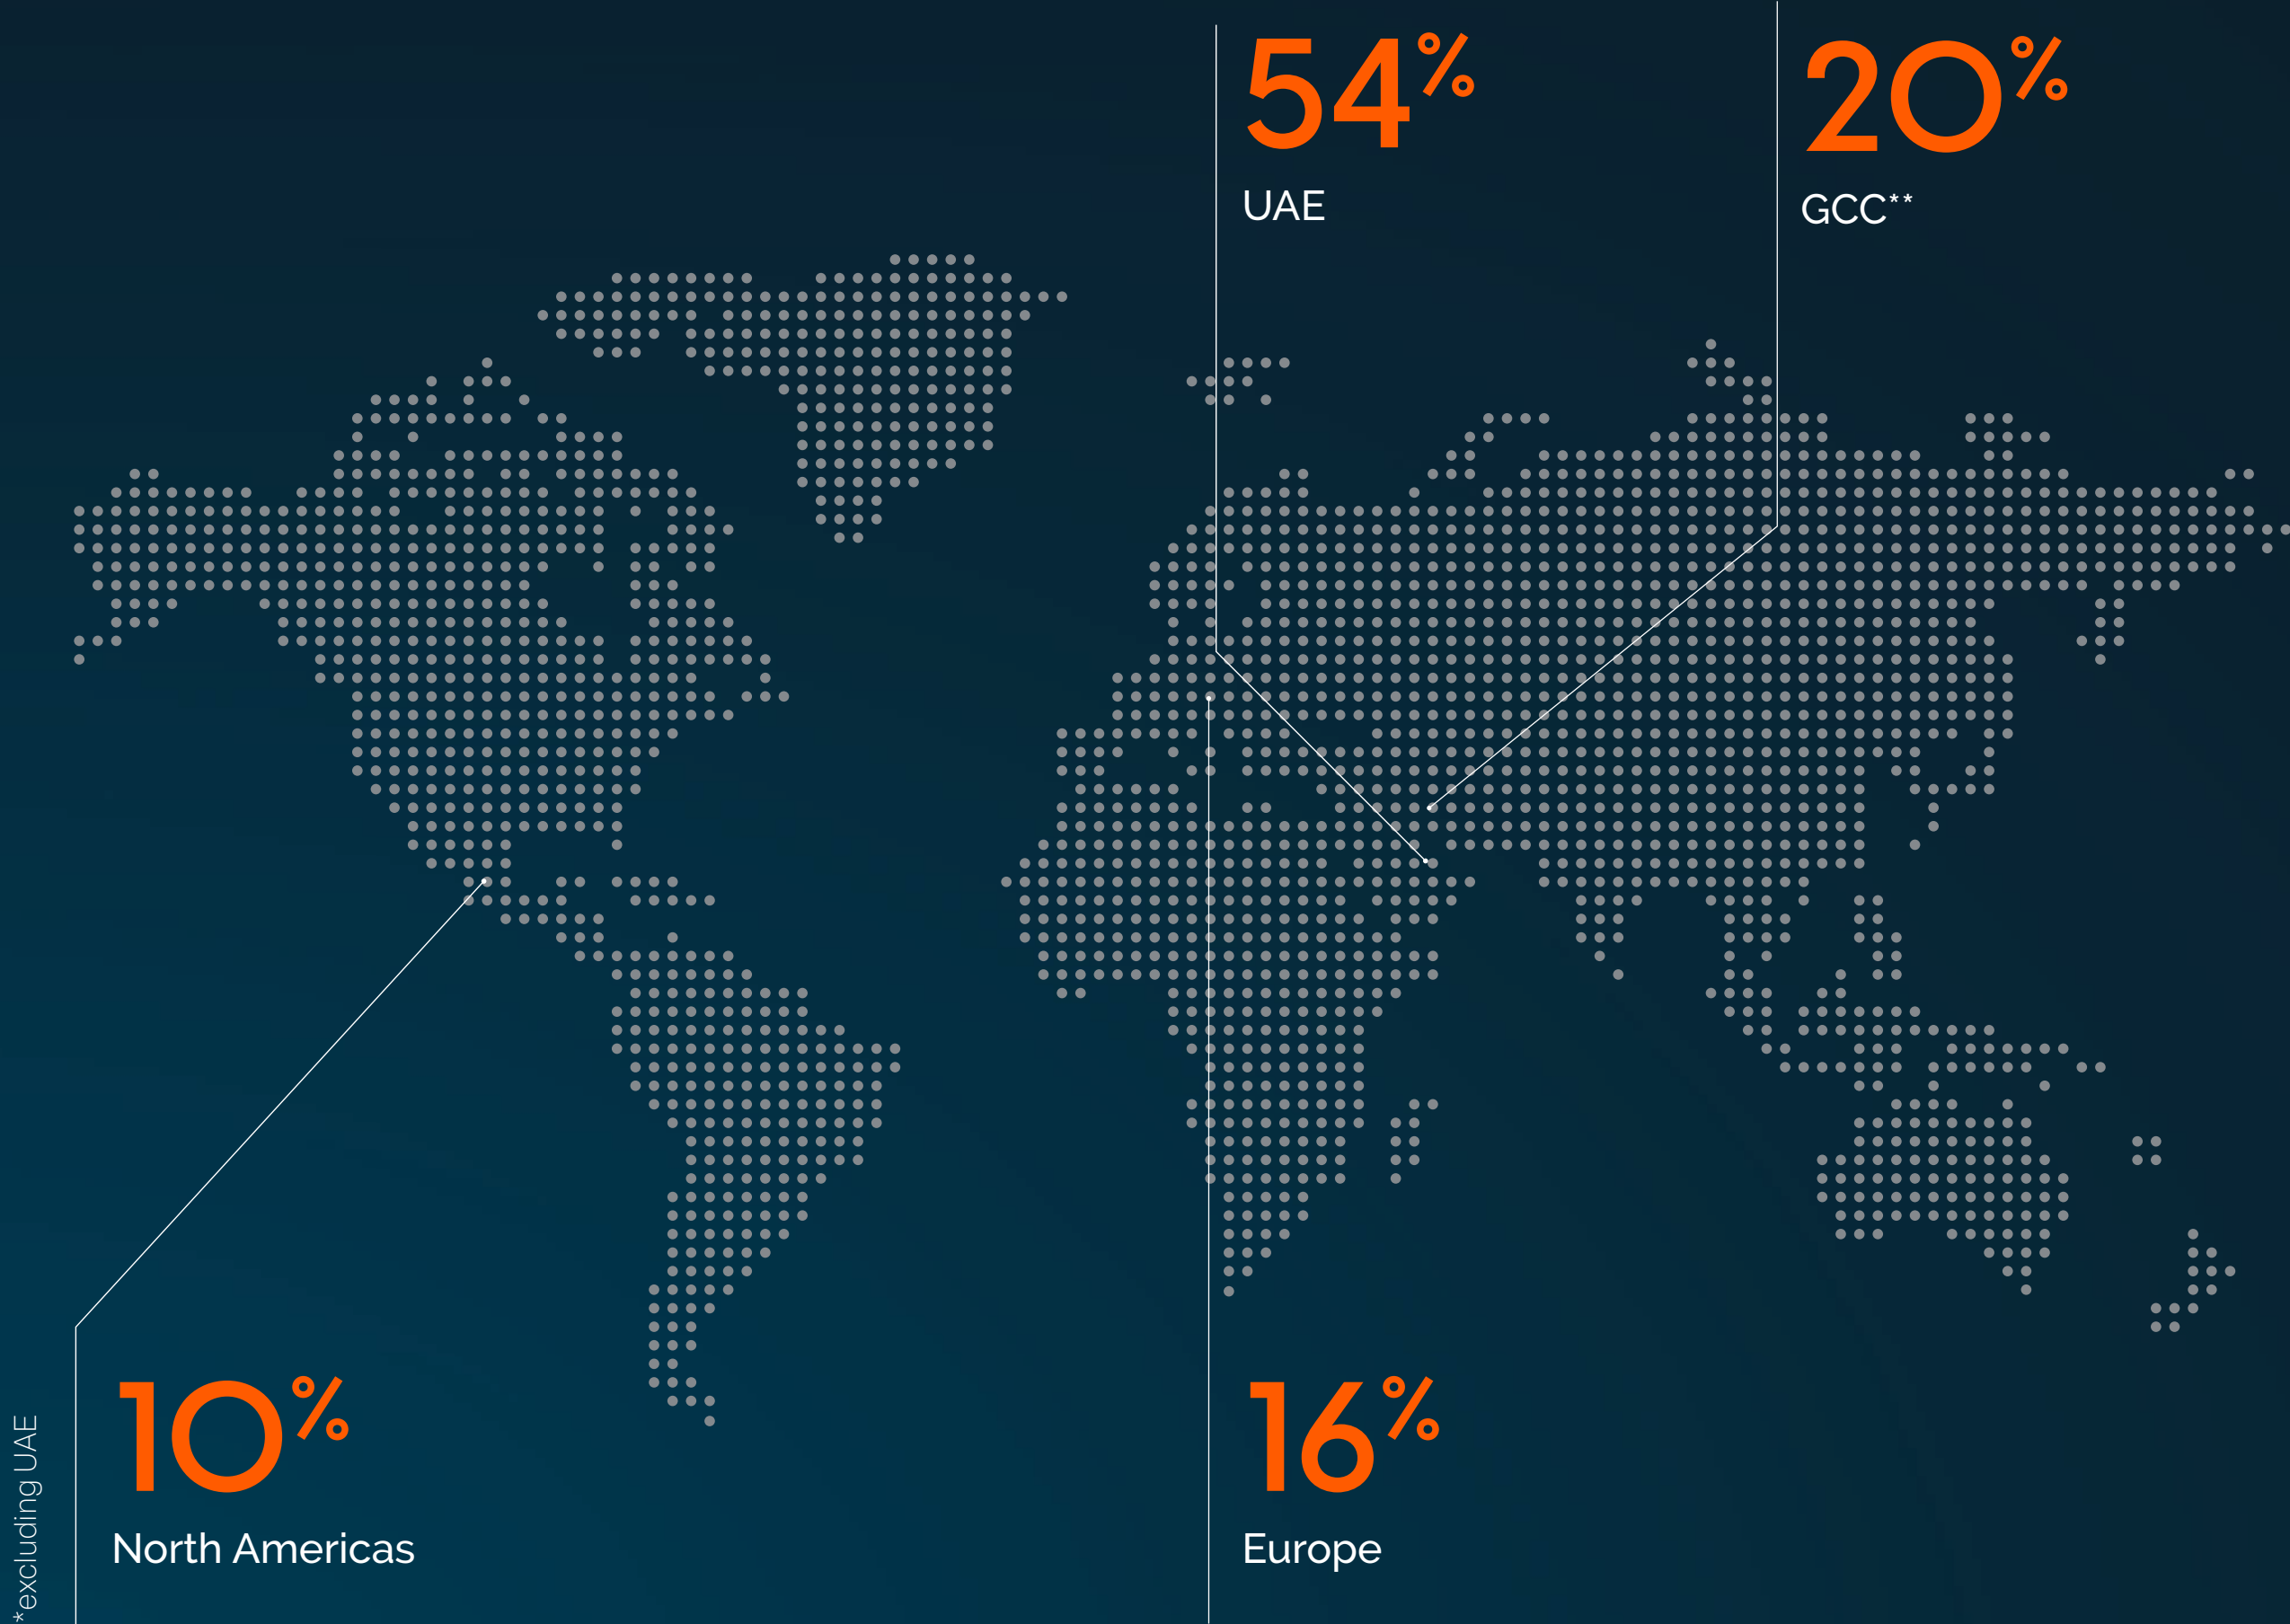 54%
UAE
20%
GCC**
10%
North Americas
16%
Europe
*excluding UAE